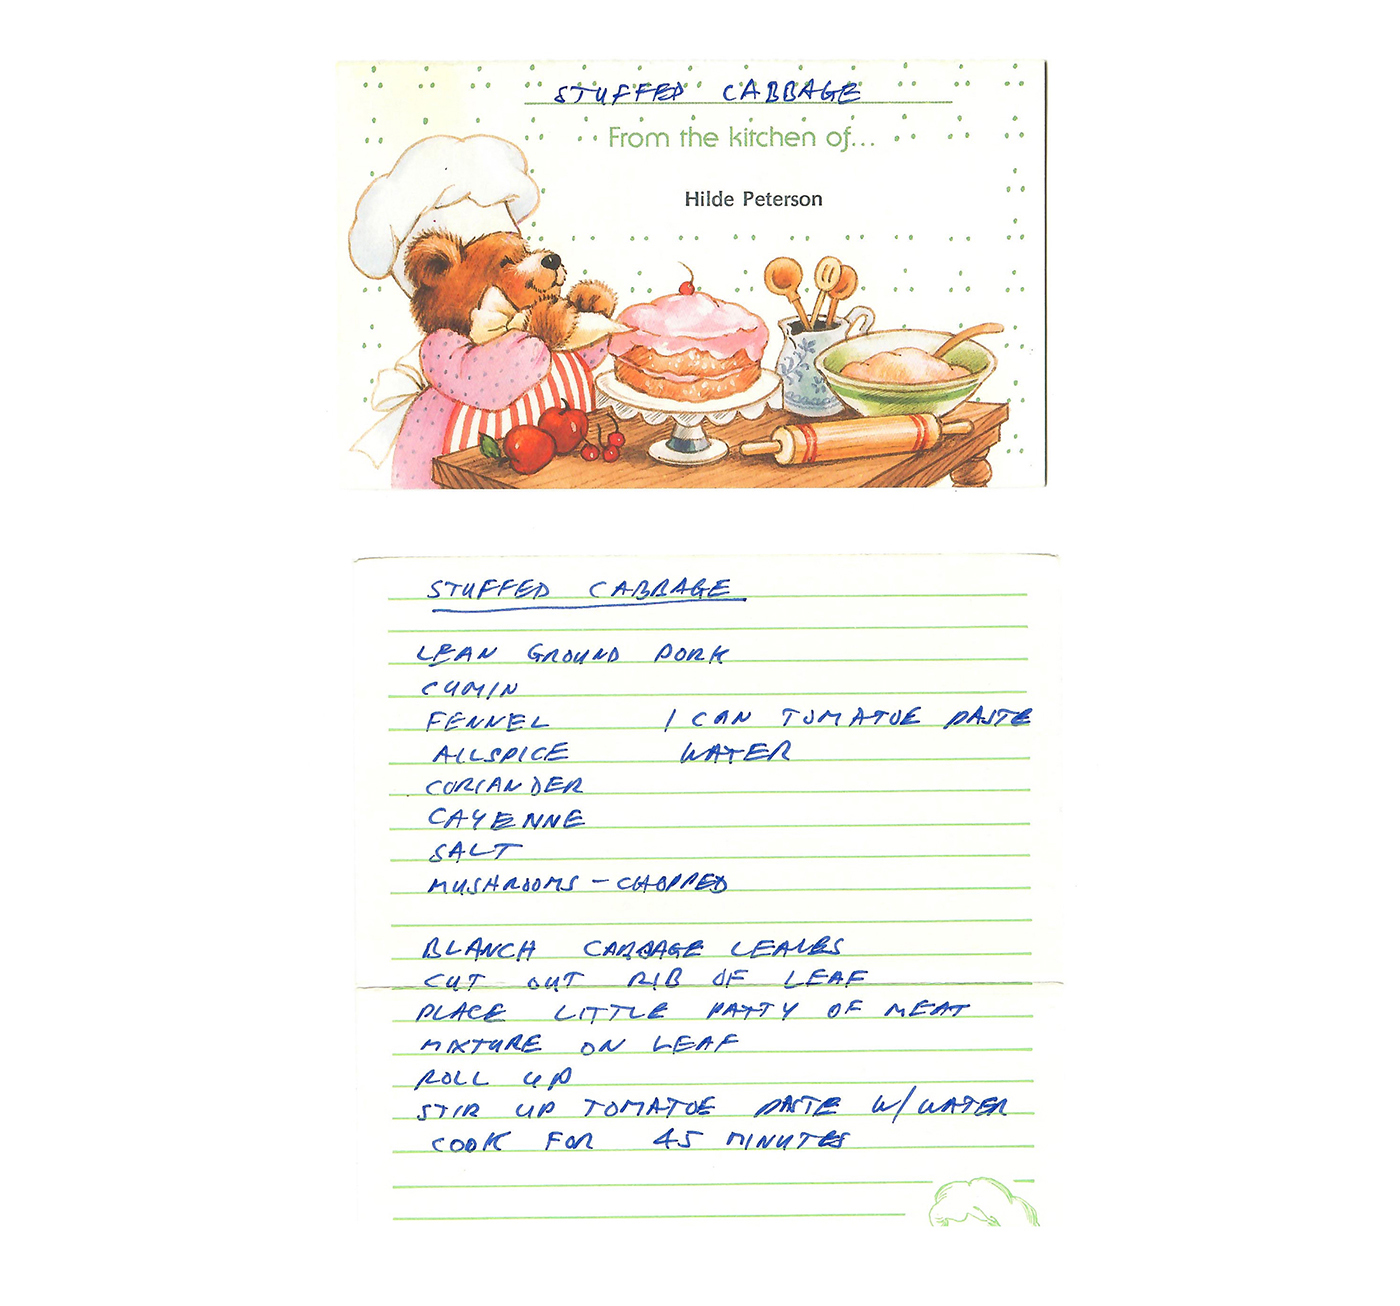 STUFFED CABBAGE
From the kitchen of...
Hilde Peterson
STUFFED CABBAGE
LEAN GROUND PORK
CUMIN
FENNEL 1 CAN TOMATOE PASTE
ALLSPICE WATER
CORIANDER
CAYENNE
SALT
MUSHROOMS - CHOPPED
BLANCH CABBAGE LEAVES
CUT OUT RIB OF LEAF
PLACE LITTLE PATTY OF MEAT
MIXTURE ON LEAF
ROLL UP
STIR UP TOMATOE PASTE W/ WATER
COOK FOR 45 MINUTES